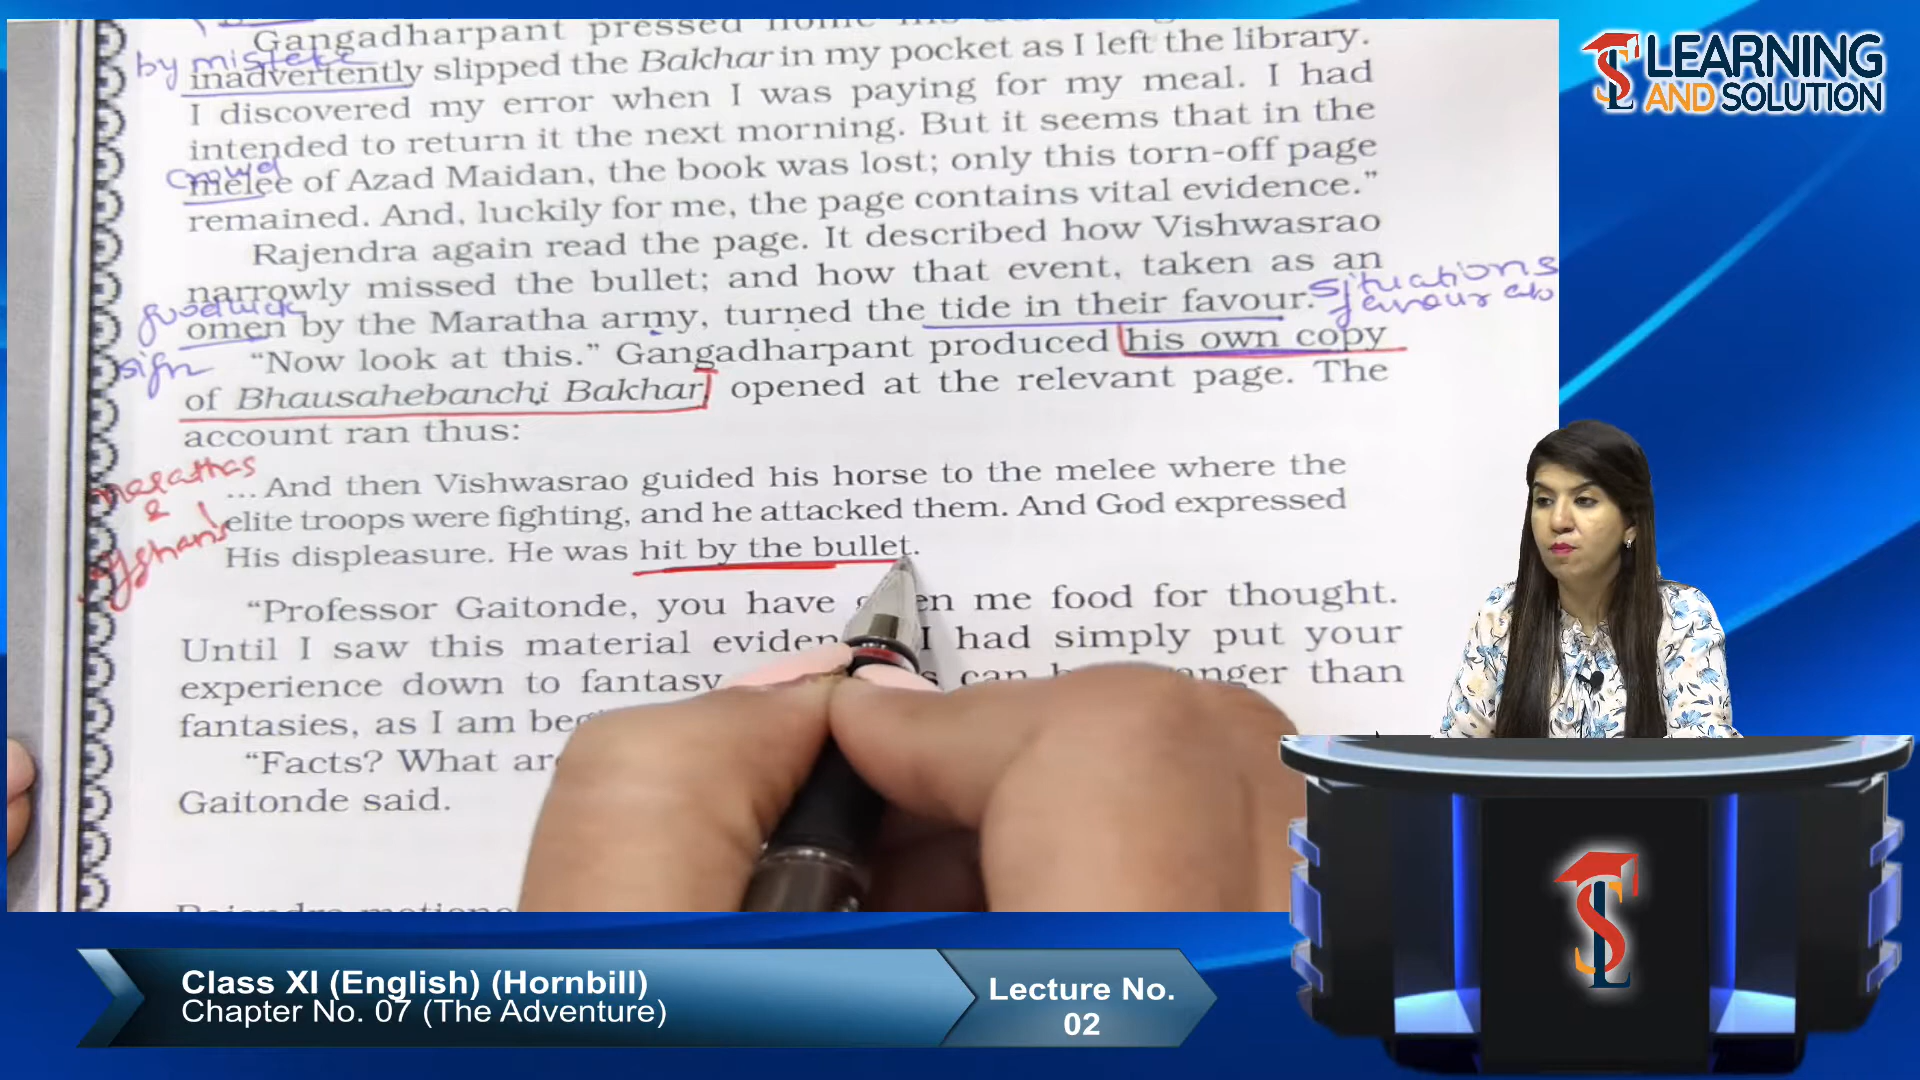 Gangadharpant pressed home his
by misteke
inadvertently slipped the Bakhar in my pocket as I left the library.
I discovered my error when I was paying for my meal. I had
intended to return it the next morning. But it seems that in the
crowd
melee of Azad Maidan, the book was lost; only this torn-off page
remained. And, luckily for me, the page contains vital evidence.”
Rajendra again read the page. It described how Vishwasrao
narrowly missed the bullet; and how that event, taken as an
situations
omen by the Maratha army, turned the tide in their favour.
sign
“Now look at this.” Gangadharpant produced his own copy
of Bhausahebanchi Bakhar, opened at the relevant page. The
account ran thus:
marathas
&
... And then Vishwasrao guided his horse to the melee where the
elite troops were fighting, and he attacked them. And God expressed
His displeasure. He was hit by the bullet.
“Professor Gaitonde, you have me food for thought.
Until I saw this material I had simply put your
experience down to fantasy can than
fantasies, as I am
“Facts? What
Gaitonde said.
LEARNING
AND SOLUTION
Class XI (English) (Hornbill)
Chapter No. 07 (The Adventure)
Lecture No.
02